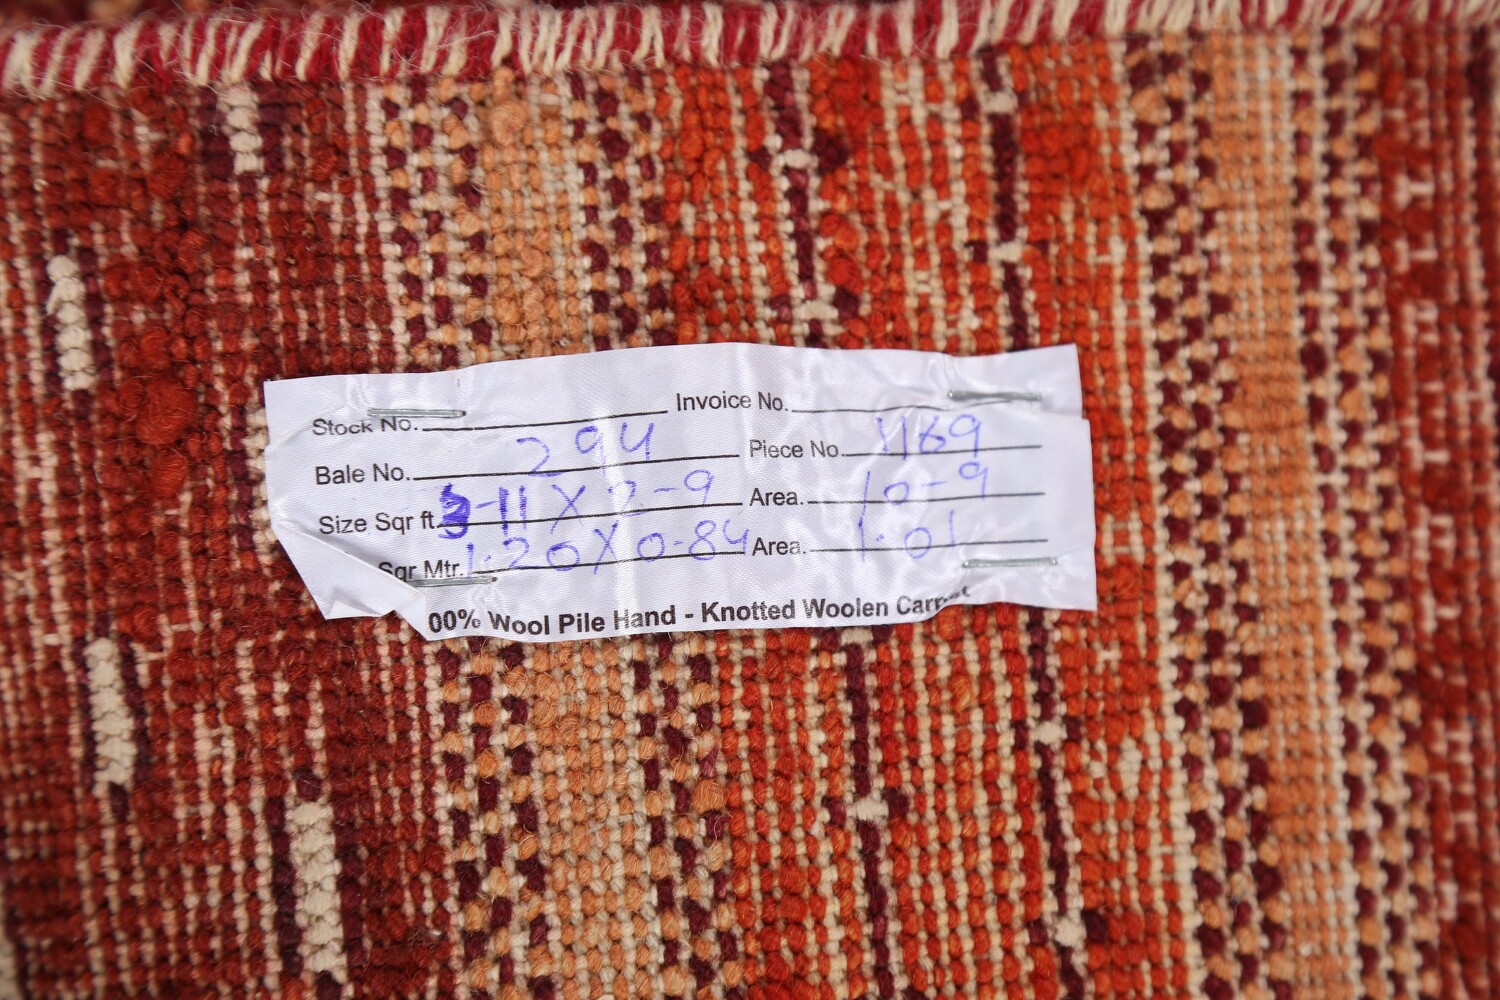 Stock No. Invoice No.
Bale No. 294 Piece No. 1189
Size Sqr ft. 3-11 X 2-9 Area. 10-9
Sqr Mtr. 1.20 X 0.84 Area. 1.01
00% Wool Pile Hand - Knotted Woolen Carpet